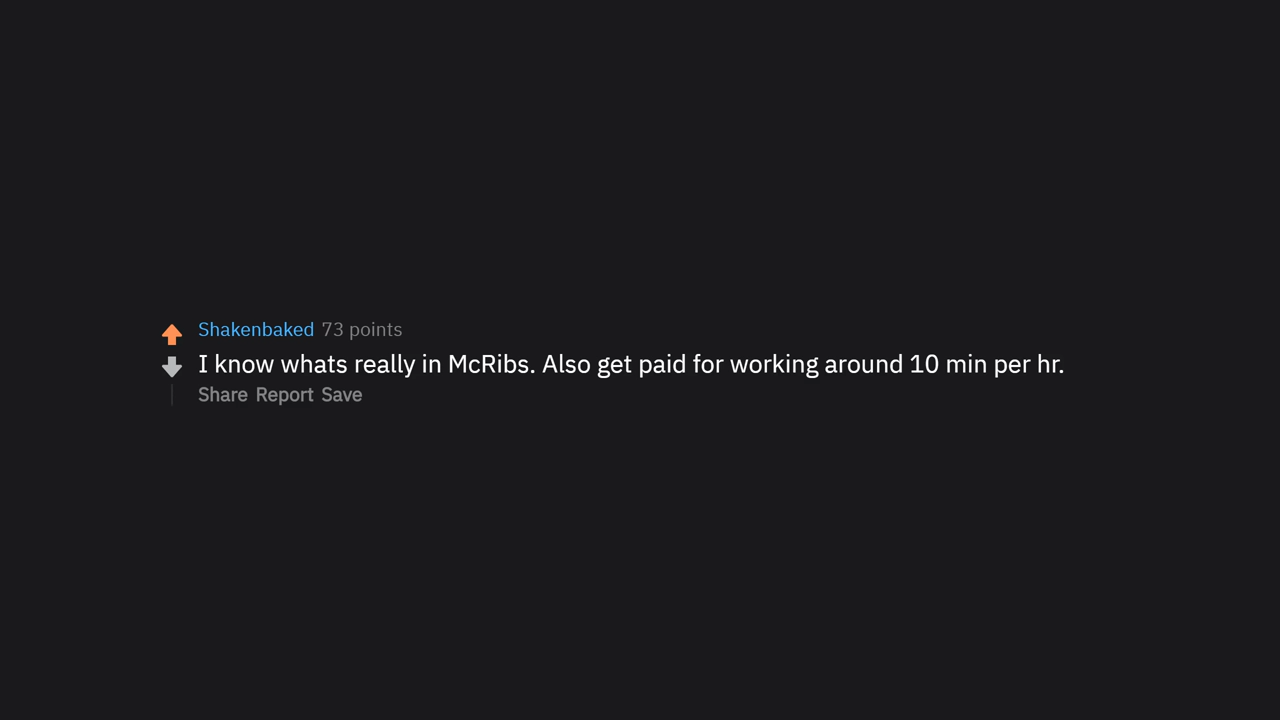 Shakenbaked 73 points
I know whats really in McRibs. Also get paid for working around 10 min per hr.
Share Report Save